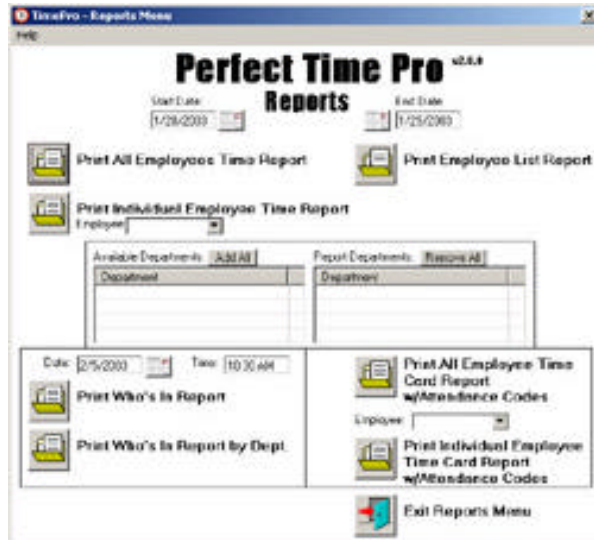 TimePro - Reports Menu
Help
Perfect Time Pro v2.0.0
Reports
Start Date
End Date
1/25/2003
Print All Employees Time Report
Print Employee List Report
Print Individual Employee Time Report
Employee
Available Departments Add All
Report Departments Remove All
Department
Department
Date: 2/5/2003 Time: 10:30 AM
Print Who's In Report
Print Who's In Report by Dept.
Print All Employee Time
Card Report
w/Attendance Codes
Employee:
Print Individual Employee
Time Card Report
w/Attendance Codes
Exit Reports Menu